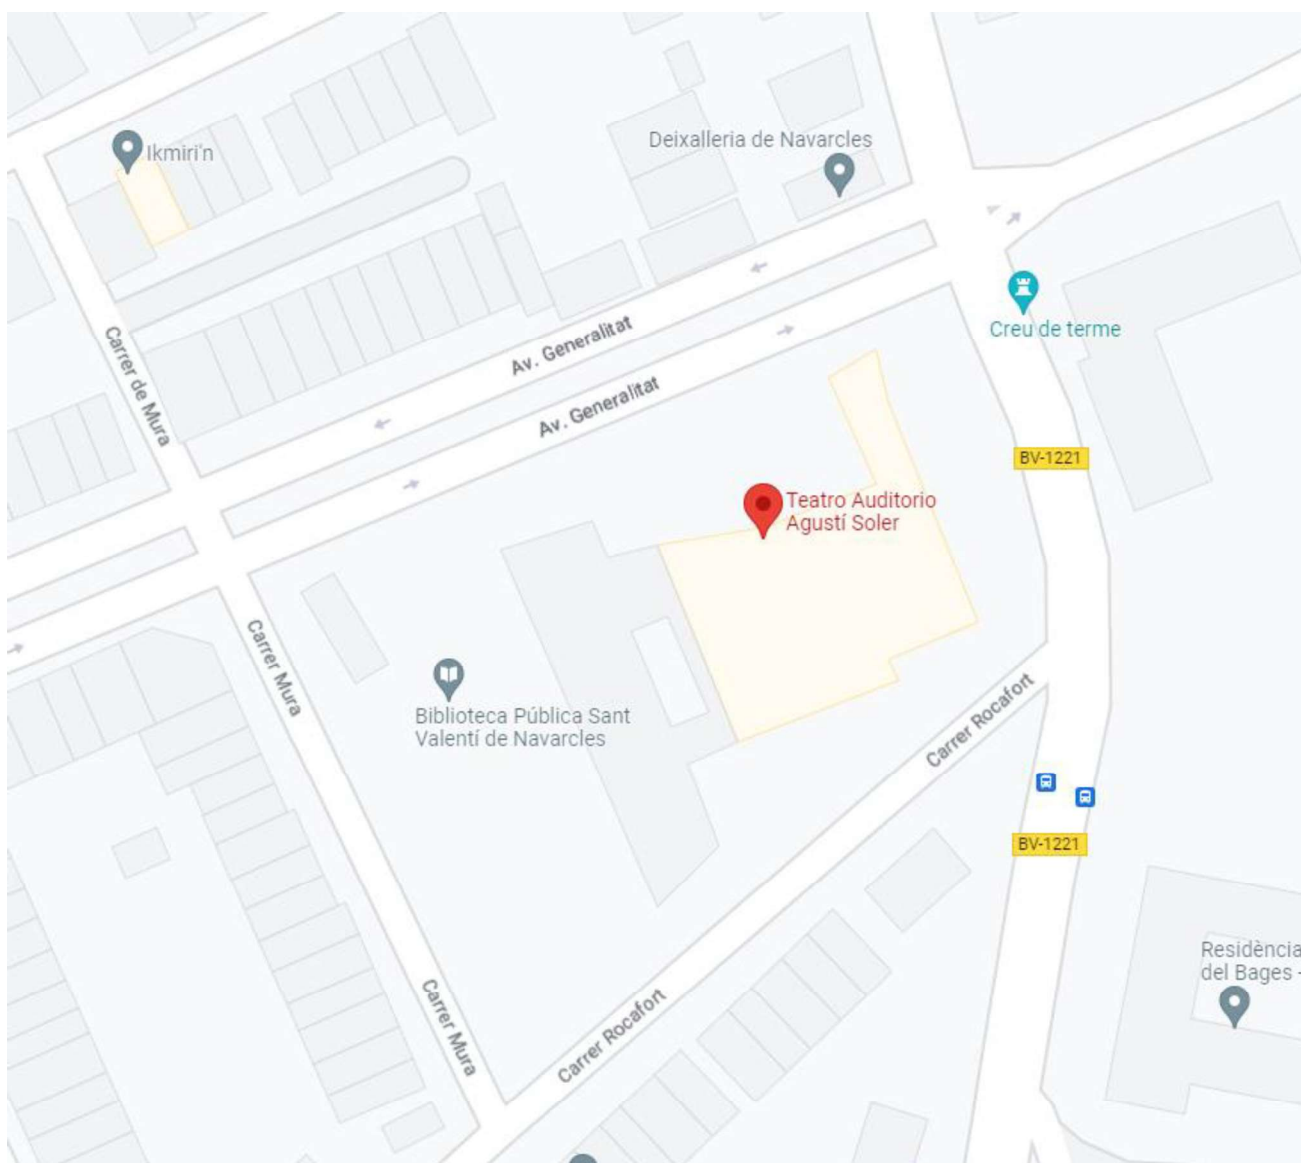 Deixalleria de Navarcles
Ikmiri'n
Creu de terme
Av. Generalitat
Carrer de Mura
Av. Generalitat
BV-1221
Teatro Auditorio
Agustí Soler
Carrer Mura
Biblioteca Pública Sant
Valentí de Navarcles
Carrer Rocafort
BV-1221
Residència
del Bages -
Carrer Mura
Carrer Rocafort